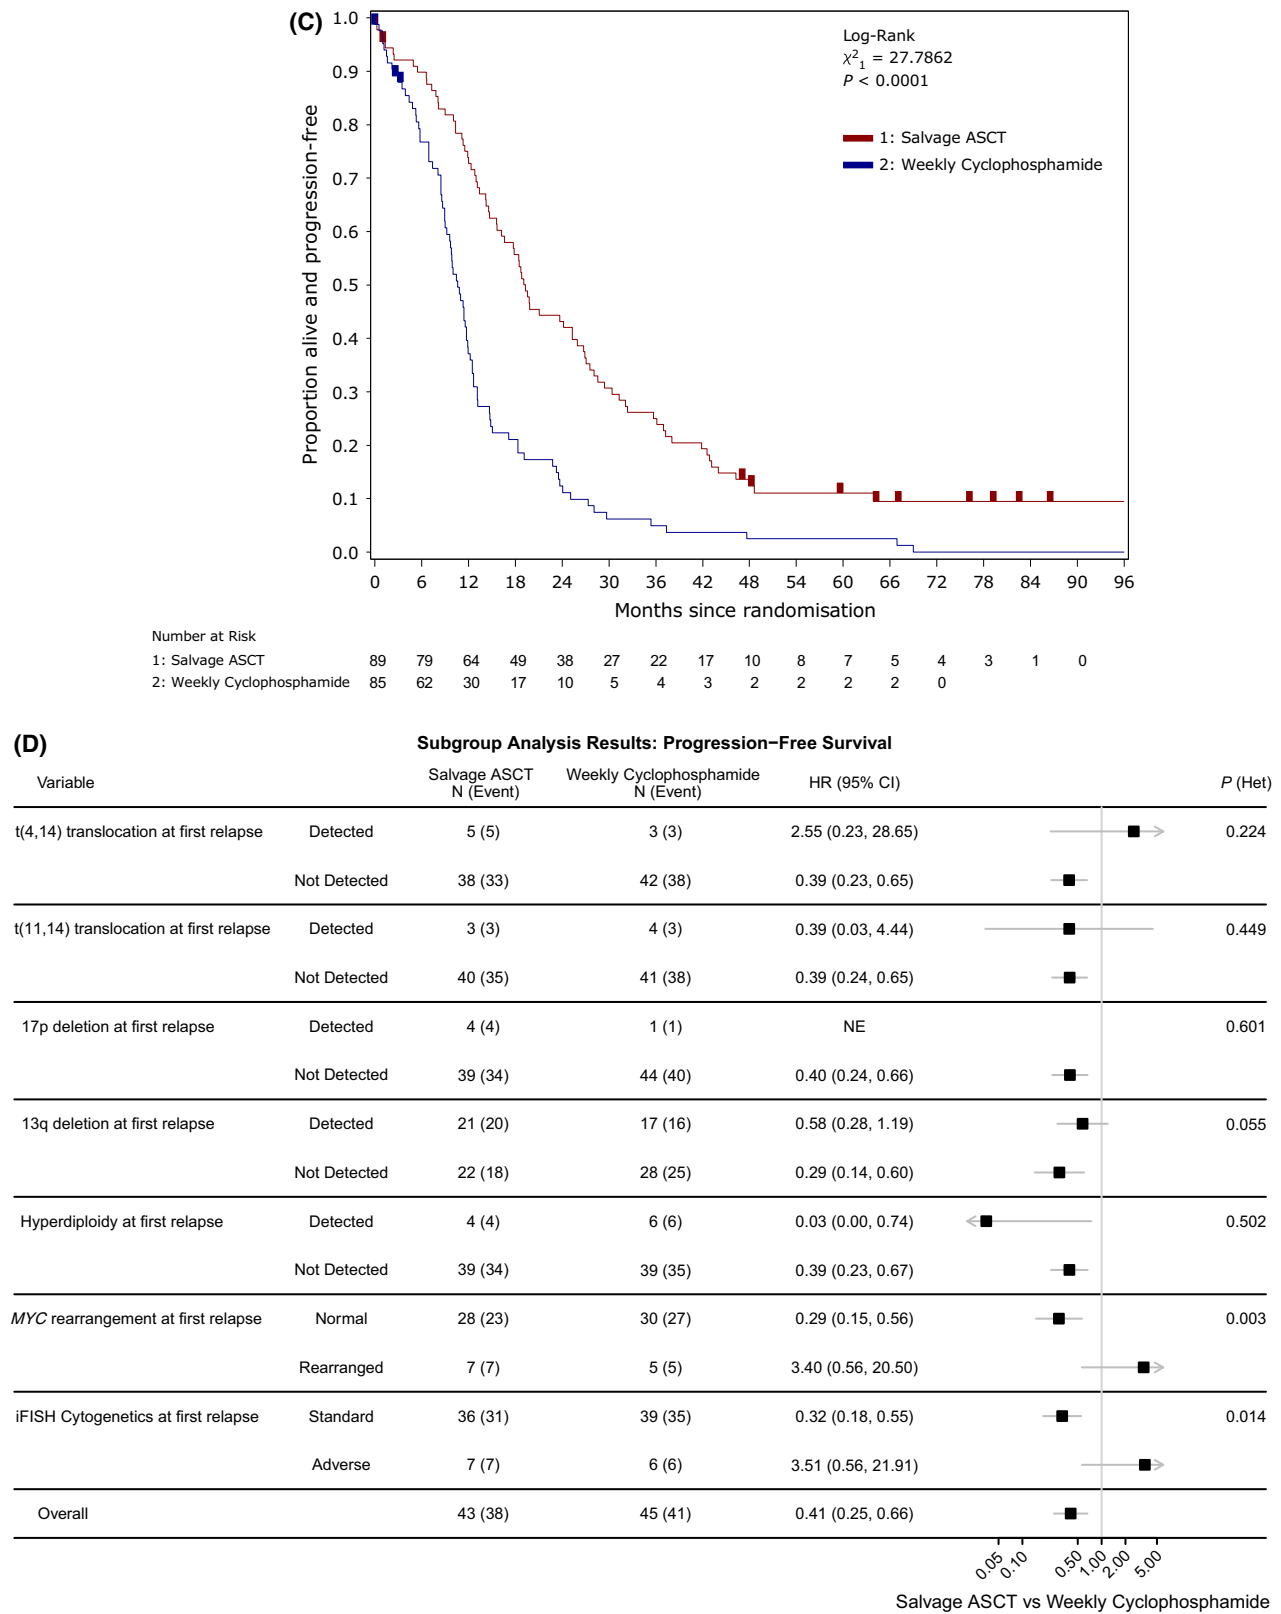 (C)
Log-Rank
χ²₁ = 27.7862
P < 0.0001
1: Salvage ASCT
2: Weekly Cyclophosphamide
Proportion alive and progression-free
1.0
0.9
0.8
0.7
0.6
0.5
0.4
0.3
0.2
0.1
0.0
0 6 12 18 24 30 36 42 48 54 60 66 72 78 84 90 96
Months since randomisation
Number at Risk
1: Salvage ASCT 89 79 64 49 38 27 22 17 10 8 7 5 4 3 1 0
2: Weekly Cyclophosphamide 85 62 30 17 10 5 4 3 2 2 2 2 0
(D)
Subgroup Analysis Results: Progression−Free Survival
Variable Salvage ASCT N (Event) Weekly Cyclophosphamide N (Event) HR (95% CI) P (Het)
t(4,14) translocation at first relapse Detected 5 (5) 3 (3) 2.55 (0.23, 28.65) 0.224
Not Detected 38 (33) 42 (38) 0.39 (0.23, 0.65)
t(11,14) translocation at first relapse Detected 3 (3) 4 (3) 0.39 (0.03, 4.44) 0.449
Not Detected 40 (35) 41 (38) 0.39 (0.24, 0.65)
17p deletion at first relapse Detected 4 (4) 1 (1) NE 0.601
Not Detected 39 (34) 44 (40) 0.40 (0.24, 0.66)
13q deletion at first relapse Detected 21 (20) 17 (16) 0.58 (0.28, 1.19) 0.055
Not Detected 22 (18) 28 (25) 0.29 (0.14, 0.60)
Hyperdiploidy at first relapse Detected 4 (4) 6 (6) 0.03 (0.00, 0.74) 0.502
Not Detected 39 (34) 39 (35) 0.39 (0.23, 0.67)
MYC rearrangement at first relapse Normal 28 (23) 30 (27) 0.29 (0.15, 0.56) 0.003
Rearranged 7 (7) 5 (5) 3.40 (0.56, 20.50)
iFISH Cytogenetics at first relapse Standard 36 (31) 39 (35) 0.32 (0.18, 0.55) 0.014
Adverse 7 (7) 6 (6) 3.51 (0.56, 21.91)
Overall 43 (38) 45 (41) 0.41 (0.25, 0.66)
0.05 0.10 0.50 1.00 2.00 5.00
Salvage ASCT vs Weekly Cyclophosphamide